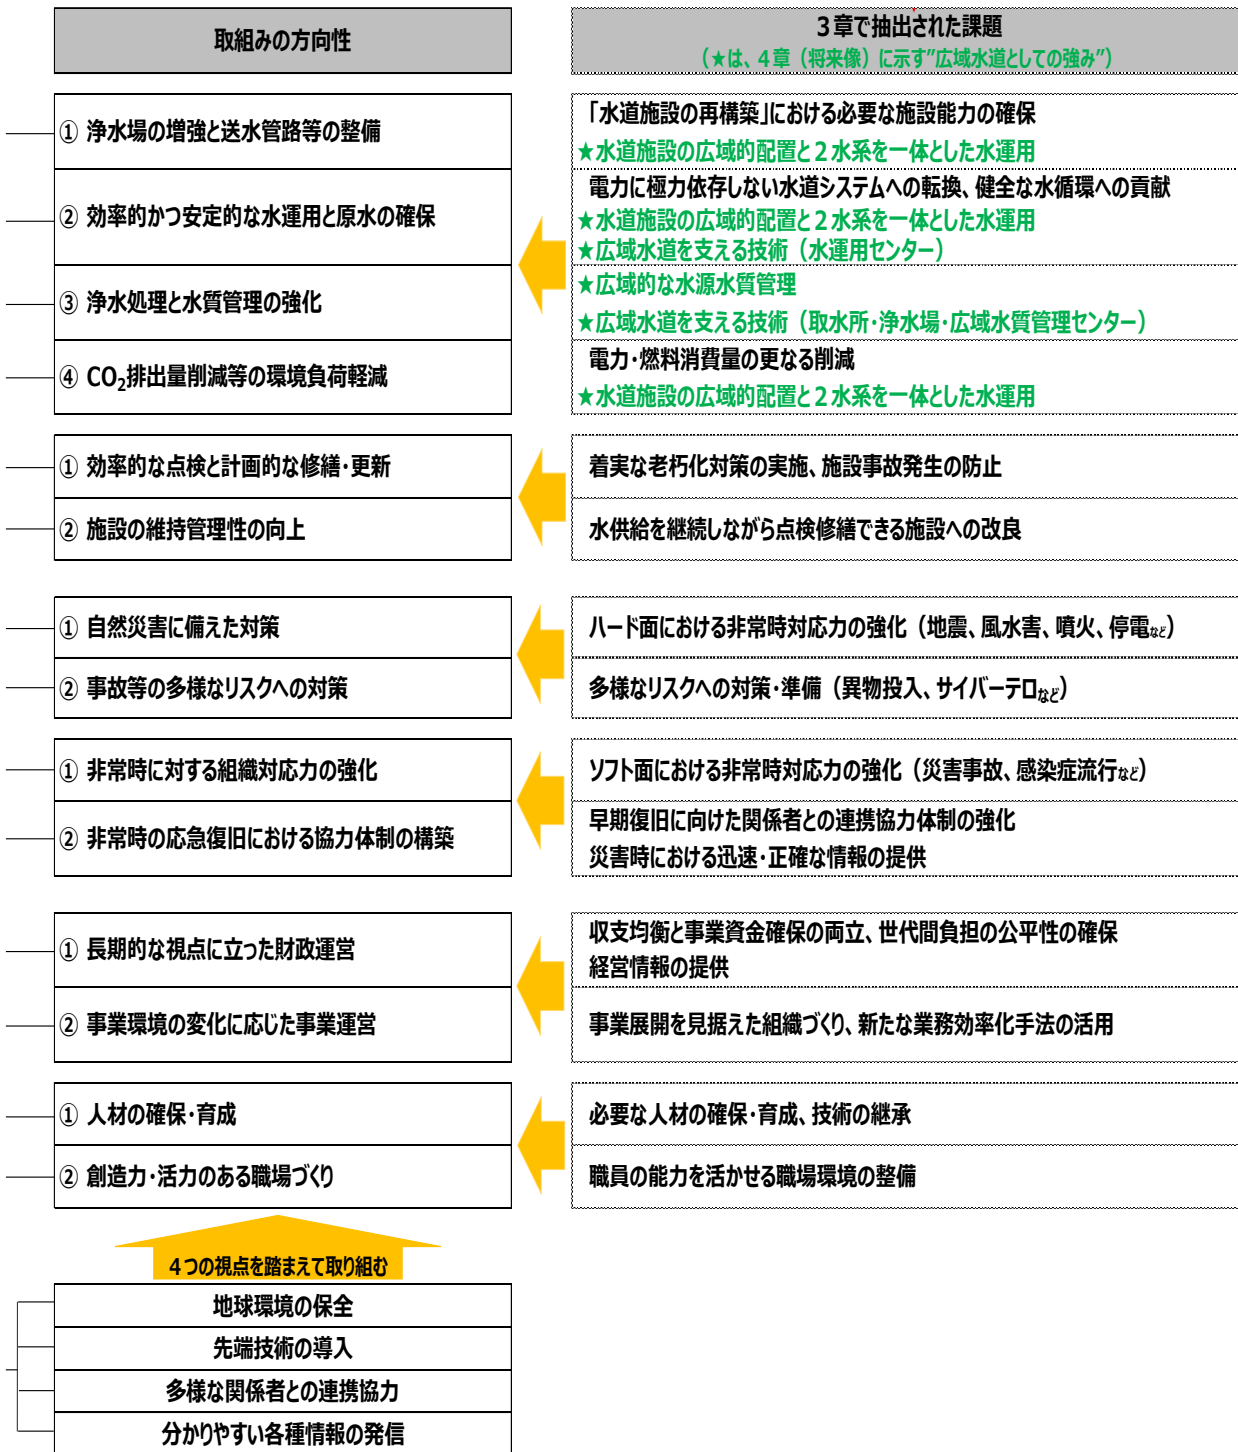 取組みの方向性
3章で抽出された課題
（★は、4章（将来像）に示す"広域水道としての強み"）
① 浄水場の増強と送水管路等の整備
「水道施設の再構築」における必要な施設能力の確保
★水道施設の広域的配置と2水系を一体とした水運用
② 効率的かつ安定的な水運用と原水の確保
電力に極力依存しない水道システムへの転換、健全な水循環への貢献
★水道施設の広域的配置と2水系を一体とした水運用
★広域水道を支える技術（水運用センター）
③ 浄水処理と水質管理の強化
★広域的な水源水質管理
★広域水道を支える技術（取水所・浄水場・広域水質管理センター）
④ CO2排出量削減等の環境負荷軽減
電力・燃料消費量の更なる削減
★水道施設の広域的配置と2水系を一体とした水運用
① 効率的な点検と計画的な修繕・更新
着実な老朽化対策の実施、施設事故発生の防止
② 施設の維持管理性の向上
水供給を継続しながら点検修繕できる施設への改良
① 自然災害に備えた対策
ハード面における非常時対応力の強化（地震、風水害、噴火、停電など）
② 事故等の多様なリスクへの対策
多様なリスクへの対策・準備（異物投入、サイバーテロなど）
① 非常時に対する組織対応力の強化
ソフト面における非常時対応力の強化（災害事故、感染症流行など）
② 非常時の応急復旧における協力体制の構築
早期復旧に向けた関係者との連携協力体制の強化
災害時における迅速・正確な情報の提供
① 長期的な視点に立った財政運営
収支均衡と事業資金確保の両立、世代間負担の公平性の確保
経営情報の提供
② 事業環境の変化に応じた事業運営
事業展開を見据えた組織づくり、新たな業務効率化手法の活用
① 人材の確保・育成
必要な人材の確保・育成、技術の継承
② 創造力・活力のある職場づくり
職員の能力を活かせる職場環境の整備
4つの視点を踏まえて取り組む
地球環境の保全
先端技術の導入
多様な関係者との連携協力
分かりやすい各種情報の発信